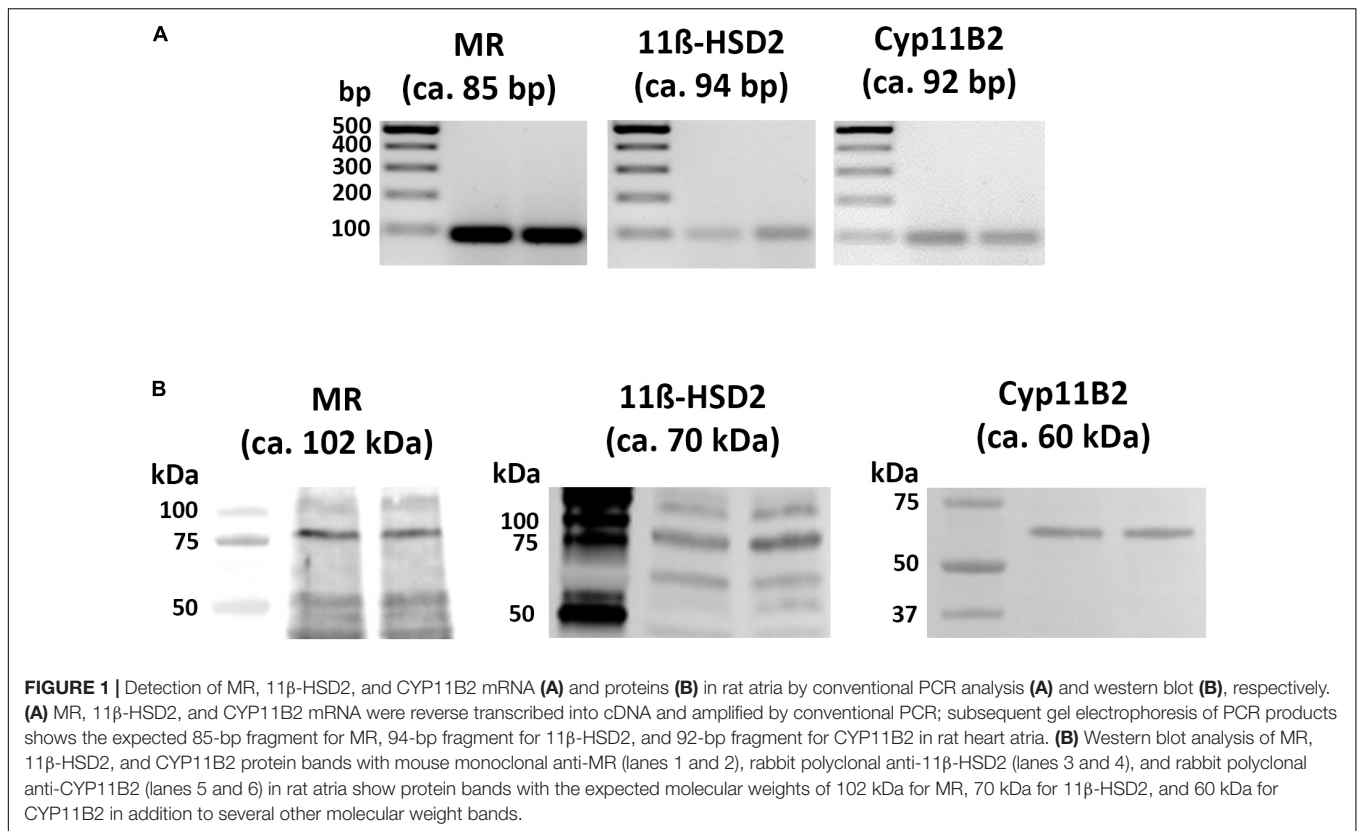 A
MR
(ca. 85 bp)
11ß-HSD2
(ca. 94 bp)
Cyp11B2
(ca. 92 bp)
bp
500
400
300
200
100
B
MR
(ca. 102 kDa)
11ß-HSD2
(ca. 70 kDa)
Cyp11B2
(ca. 60 kDa)
kDa
100
75
50
kDa
100
75
50
kDa
75
50
37
FIGURE 1 | Detection of MR, 11β-HSD2, and CYP11B2 mRNA (A) and proteins (B) in rat atria by conventional PCR analysis (A) and western blot (B), respectively.
(A) MR, 11β-HSD2, and CYP11B2 mRNA were reverse transcribed into cDNA and amplified by conventional PCR; subsequent gel electrophoresis of PCR products
shows the expected 85-bp fragment for MR, 94-bp fragment for 11β-HSD2, and 92-bp fragment for CYP11B2 in rat heart atria. (B) Western blot analysis of MR,
11β-HSD2, and CYP11B2 protein bands with mouse monoclonal anti-MR (lanes 1 and 2), rabbit polyclonal anti-11β-HSD2 (lanes 3 and 4), and rabbit polyclonal
anti-CYP11B2 (lanes 5 and 6) in rat atria show protein bands with the expected molecular weights of 102 kDa for MR, 70 kDa for 11β-HSD2, and 60 kDa for
CYP11B2 in addition to several other molecular weight bands.